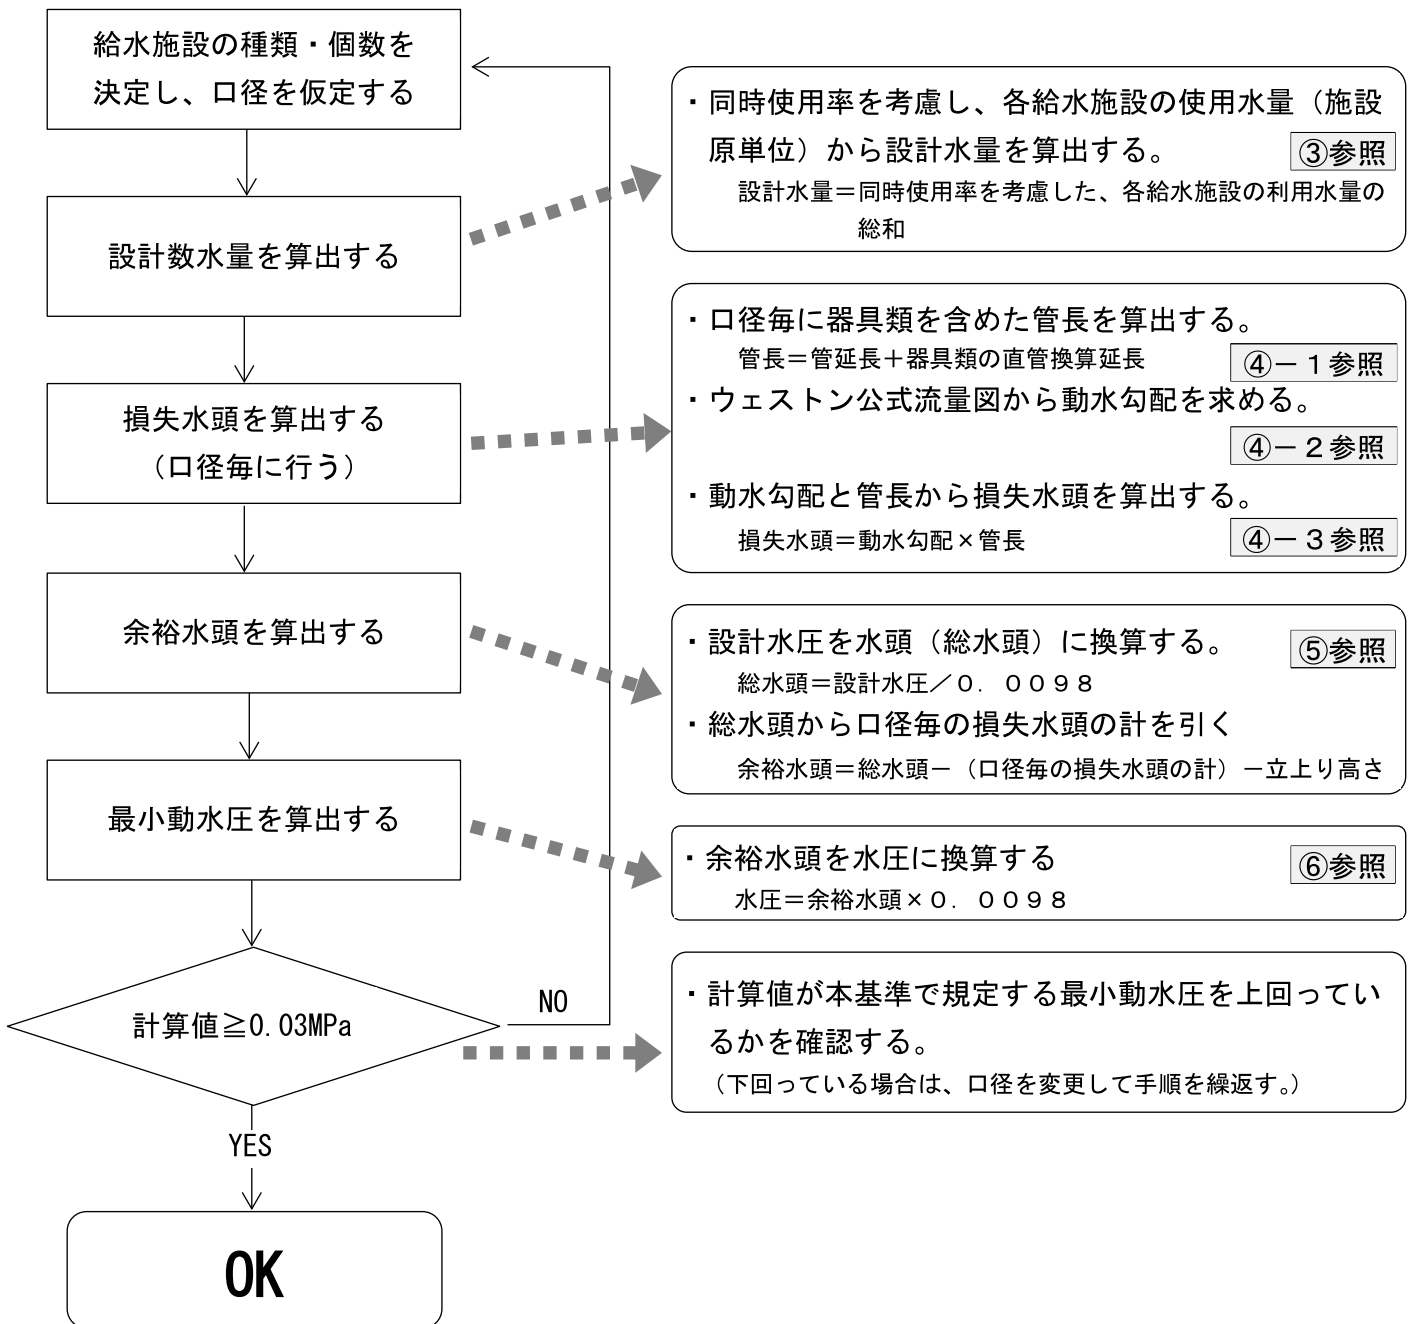 給水施設の種類・個数を
決定し、口径を仮定する
設計数水量を算出する
損失水頭を算出する
（口径毎に行う）
余裕水頭を算出する
最小動水圧を算出する
計算値≧0.03MPa
NO
YES
OK
・同時使用率を考慮し、各給水施設の使用水量（施設
原単位）から設計水量を算出する。
③参照
設計水量＝同時使用率を考慮した、各給水施設の利用水量の
総和
・口径毎に器具類を含めた管長を算出する。
管長＝管延長＋器具類の直管換算延長
④－１参照
・ウェストン公式流量図から動水勾配を求める。
④－２参照
・動水勾配と管長から損失水頭を算出する。
損失水頭＝動水勾配×管長
④－３参照
・設計水圧を水頭（総水頭）に換算する。
⑤参照
総水頭＝設計水圧／０．００９８
・総水頭から口径毎の損失水頭の計を引く
余裕水頭＝総水頭－（口径毎の損失水頭の計）－立上り高さ
・余裕水頭を水圧に換算する
⑥参照
水圧＝余裕水頭×０．００９８
・計算値が本基準で規定する最小動水圧を上回ってい
るかを確認する。
（下回っている場合は、口径を変更して手順を繰返す。）